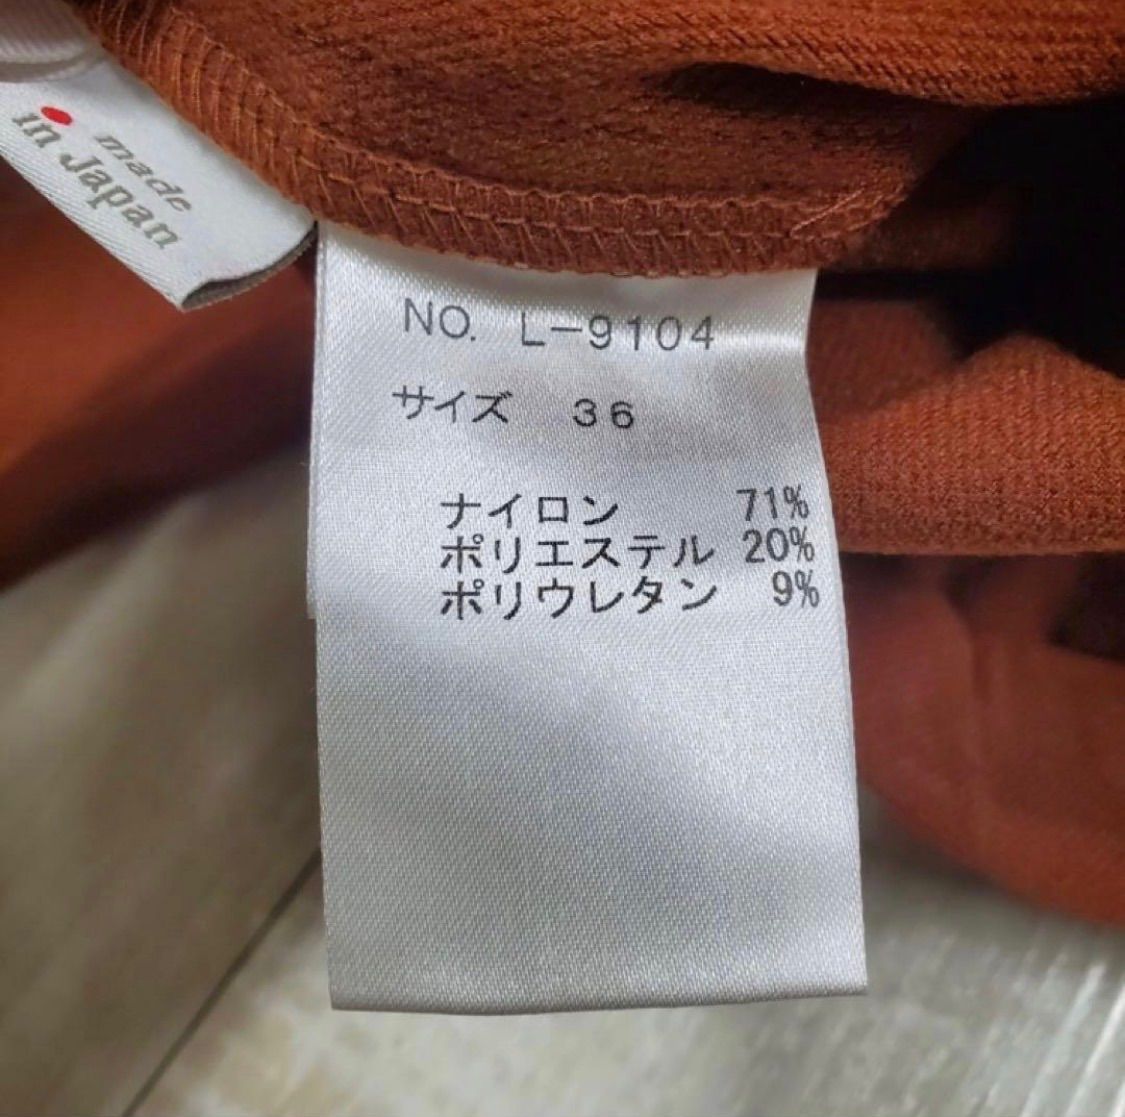 made
in Japan
NO. L-9104
サイズ 36
ナイロン 71%
ポリエステル 20%
ポリウレタン 9%